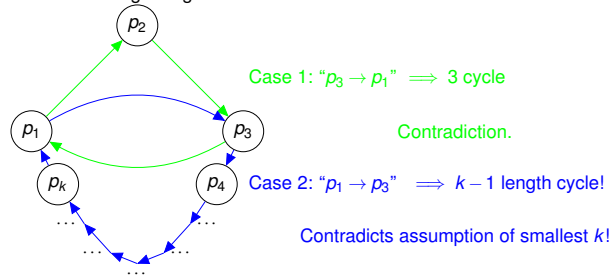 p₂
Case 1: “p₃ → p₁” ⟹ 3 cycle
p₁
p₃
Contradiction.
pₖ
p₄
Case 2: “p₁ → p₃” ⟹ k − 1 length cycle!
...
...
Contradicts assumption of smallest k!
...
...
...